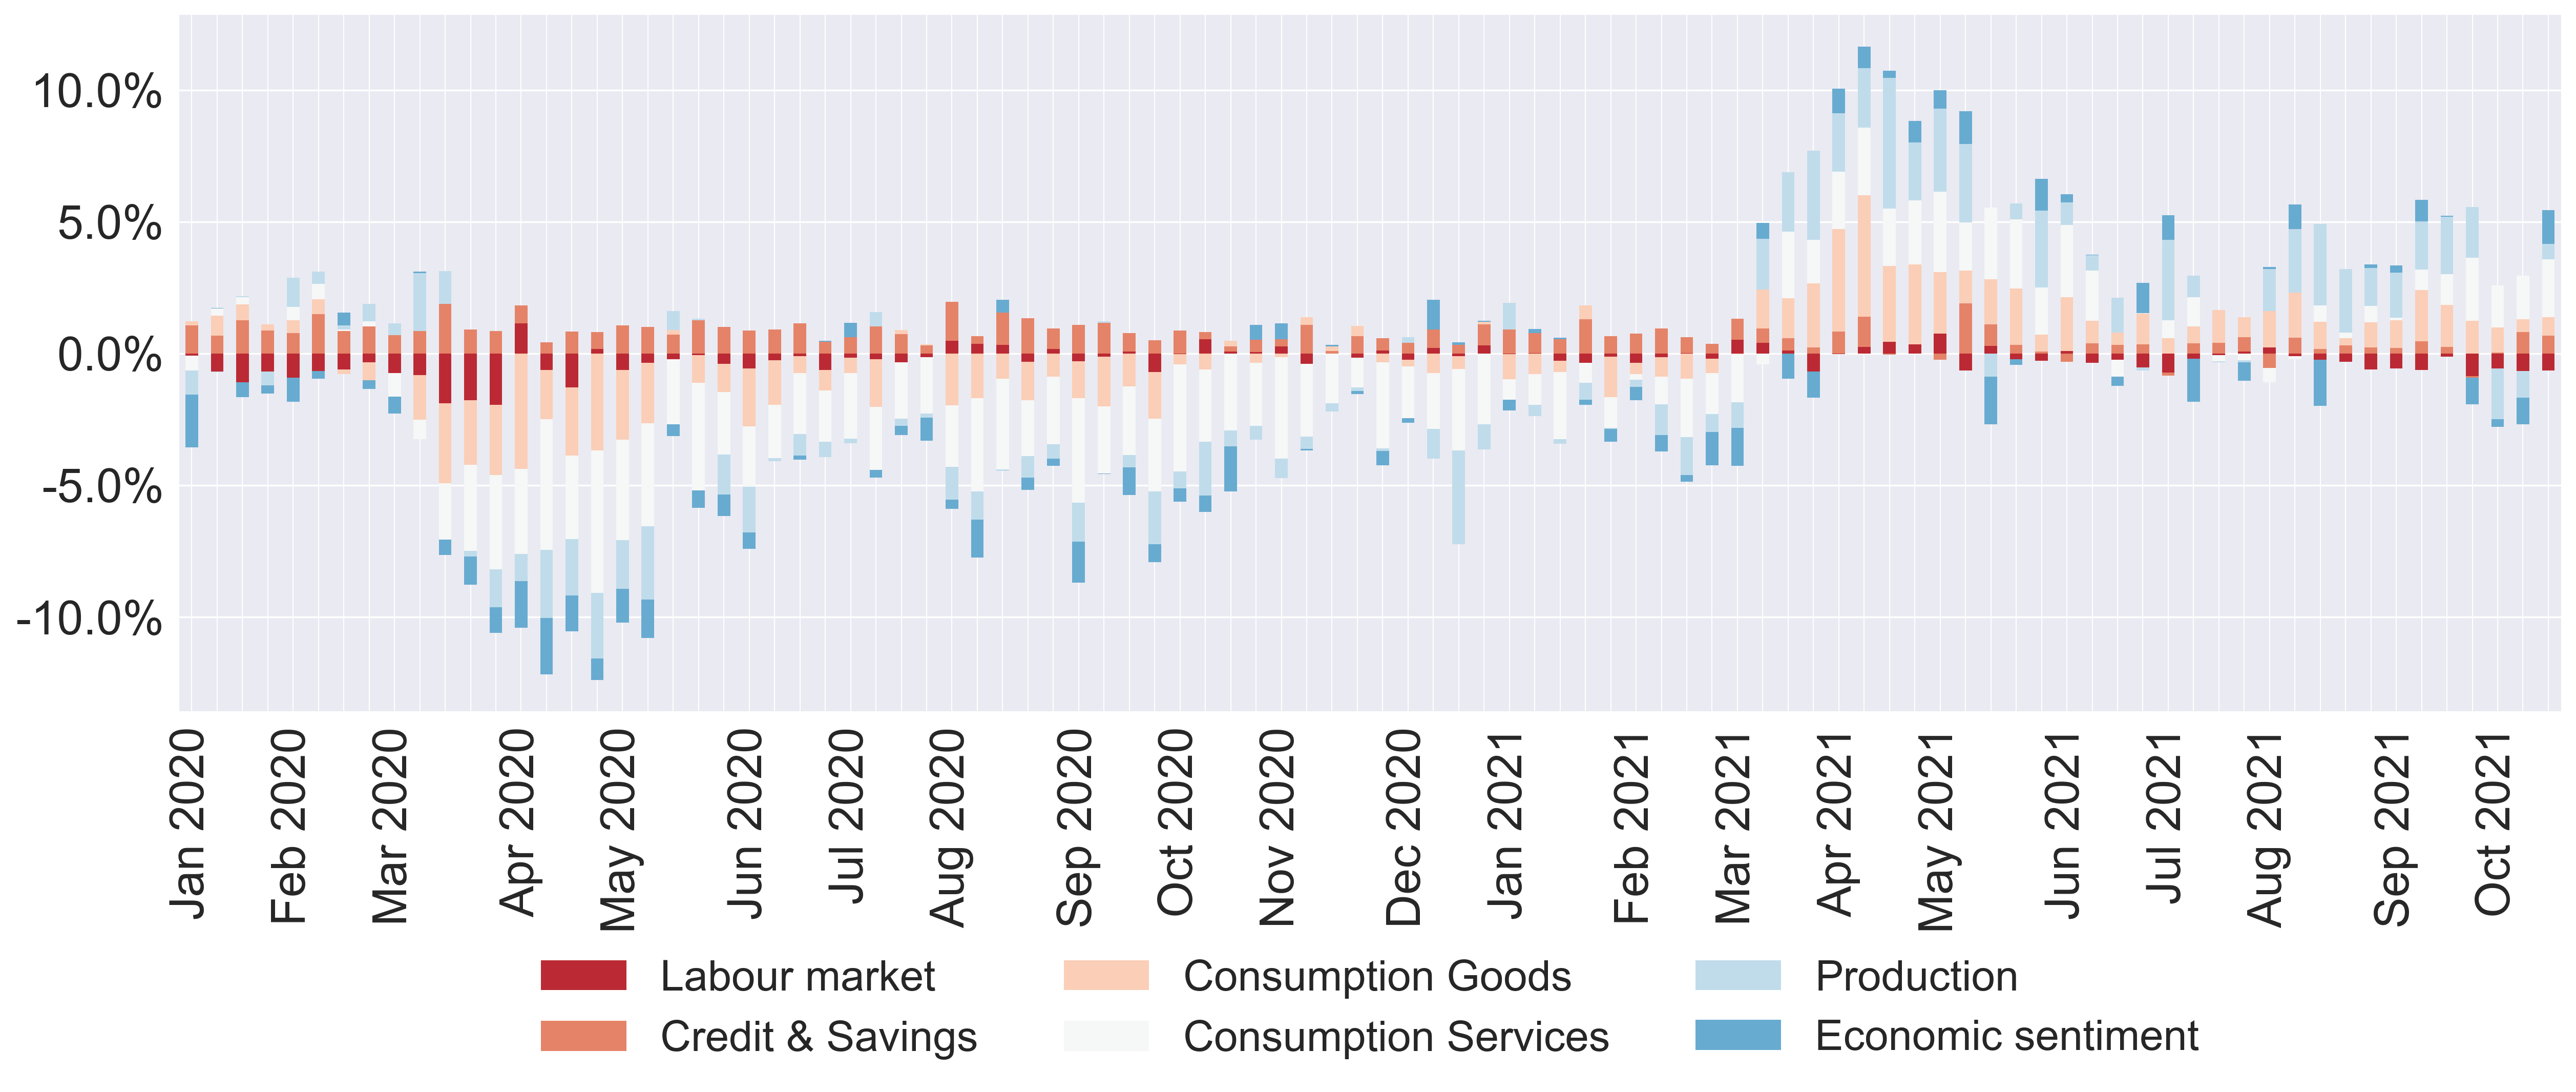 10.0%
5.0%
0.0%
-5.0%
-10.0%
Jan 2020
Feb 2020
Mar 2020
Apr 2020
May 2020
Jun 2020
Jul 2020
Aug 2020
Sep 2020
Oct 2020
Nov 2020
Dec 2020
Jan 2021
Feb 2021
Mar 2021
Apr 2021
May 2021
Jun 2021
Jul 2021
Aug 2021
Sep 2021
Oct 2021
Labour market
Consumption Goods
Production
Credit & Savings
Consumption Services
Economic sentiment